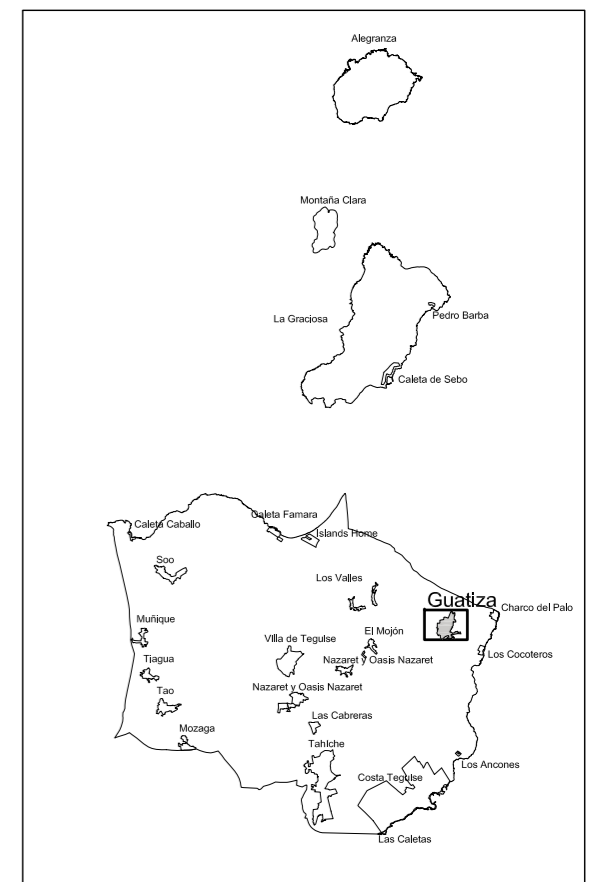 Alegranza
Montaña Clara
La Graciosa
Pedro Barba
Caleta de Sebo
Caleta Famara
Caleta Caballo
Islands Home
Soo
Los Valles
Guatiza
Charco del Palo
Muñique
El Mojón
Los Cocoteros
Villa de Teguise
Tiagua
Nazaret y Oasis Nazaret
Tao
Nazaret y Oasis Nazaret
Las Cabreras
Mozaga
Tahiche
Los Ancones
Costa Teguise
Las Caletas